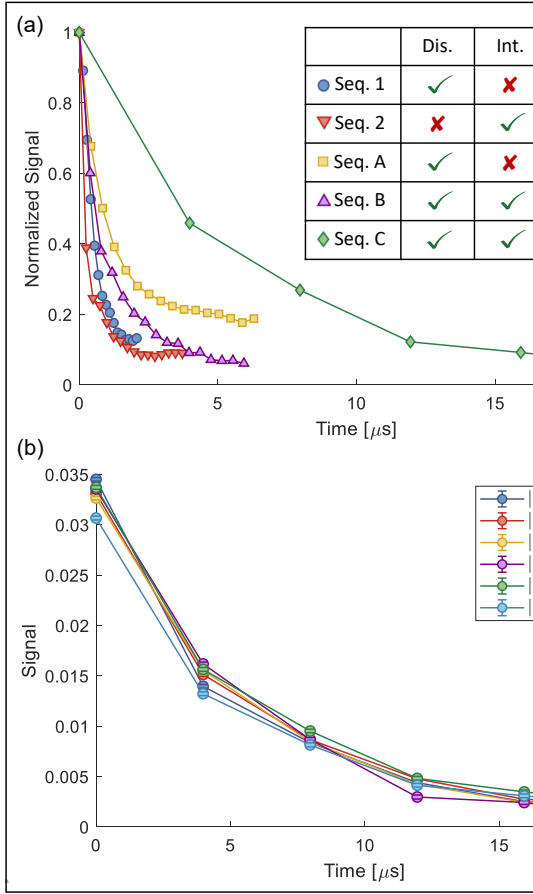 (a)
Dis. Int.
Seq. 1 ✓ ✗
Seq. 2 ✗ ✓
Seq. A ✓ ✗
Seq. B ✓ ✓
Seq. C ✓ ✓
Normalized Signal
1
0.8
0.6
0.4
0.2
0
0 5 10 15
Time [μs]
(b)
Signal
0.035
0.03
0.025
0.02
0.015
0.01
0.005
0
0 5 10 15
Time [μs]